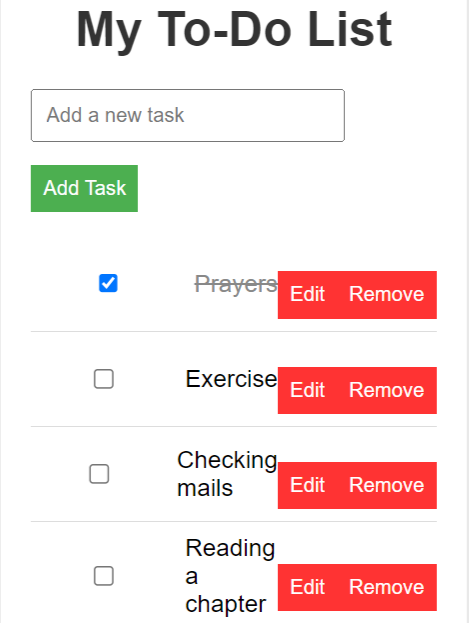 My To-Do List
Add a new task
Add Task
Prayers Edit Remove
Exercise Edit Remove
Checking
mails Edit Remove
Reading
a
chapter Edit Remove